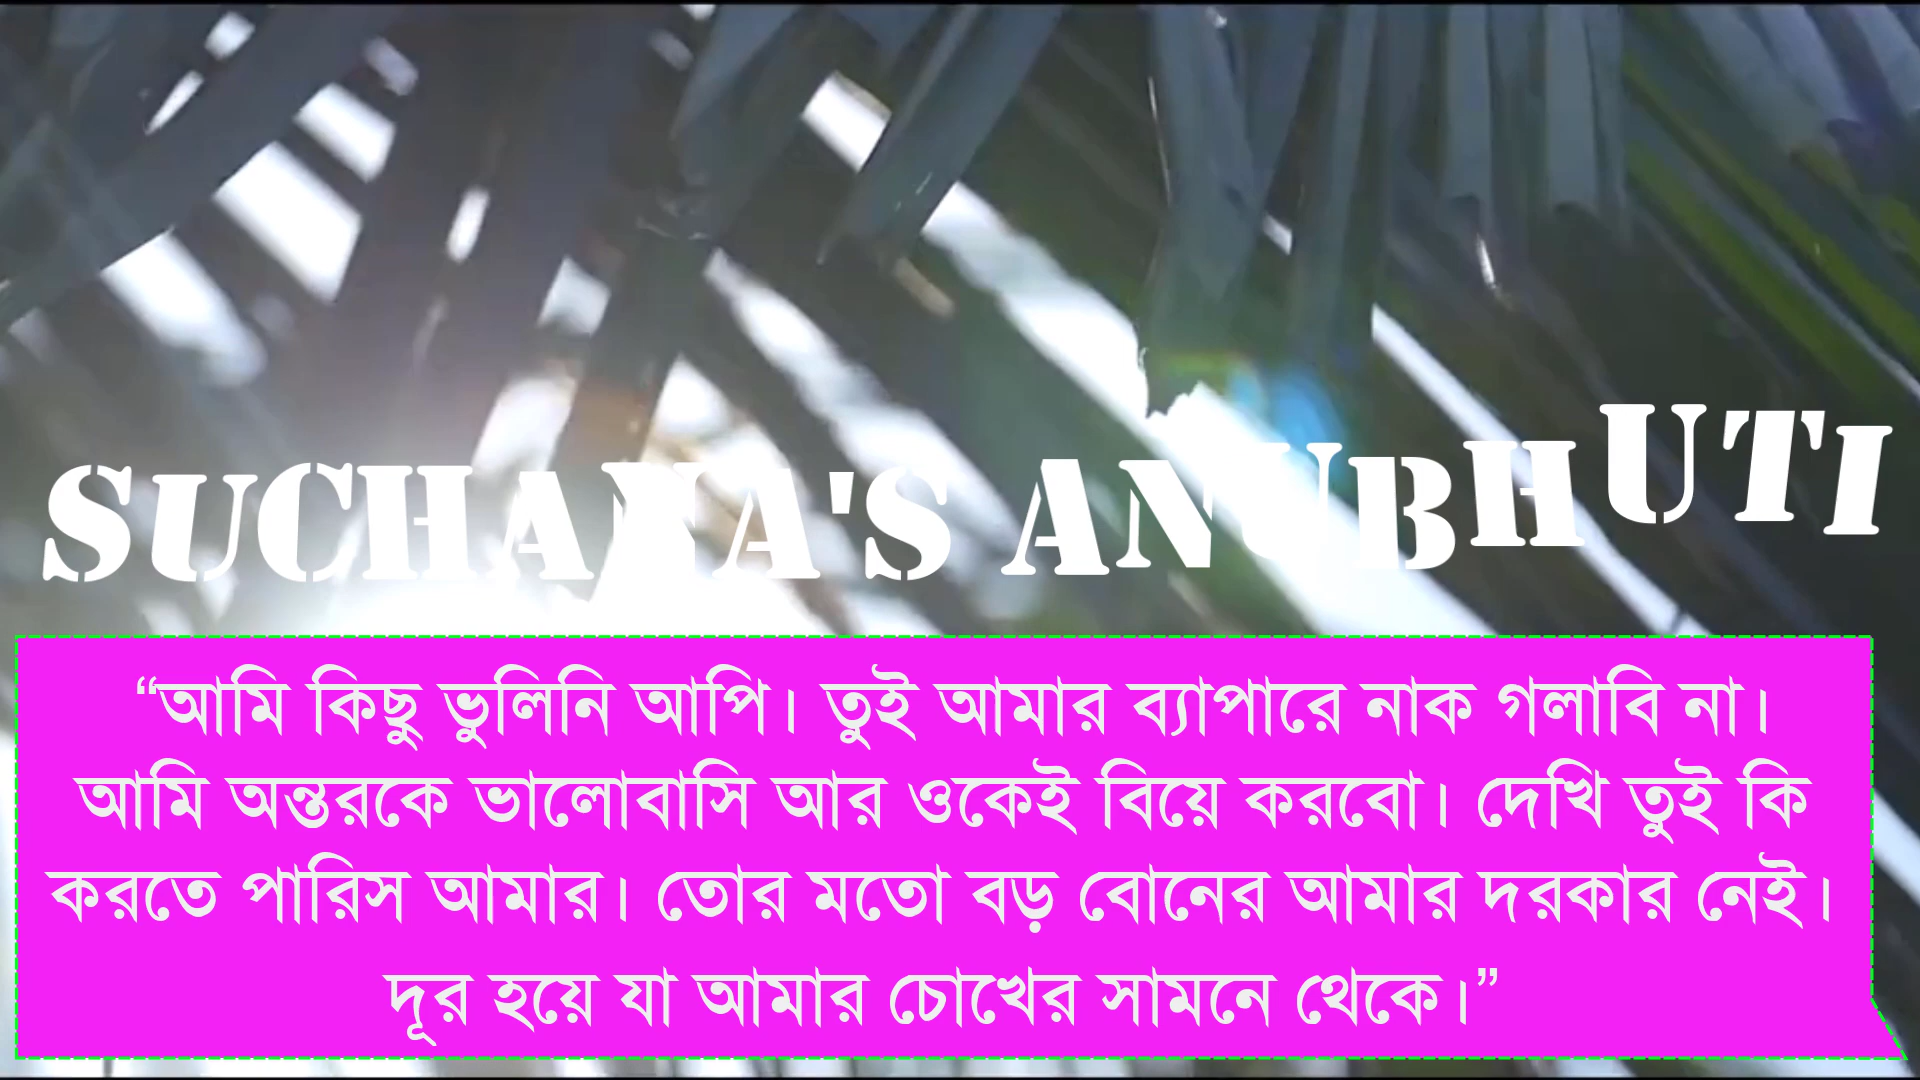 SUCHANA'S ANUBHUTI
“আমি কিছু ভুলিনি আপি। তুই আমার ব্যাপারে নাক গলাবি না।
আমি অন্তরকে ভালোবাসি আর ওকেই বিয়ে করবো। দেখি তুই কি
করতে পারিস আমার। তোর মতো বড় বোনের আমার দরকার নেই।
দূর হয়ে যা আমার চোখের সামনে থেকে।”